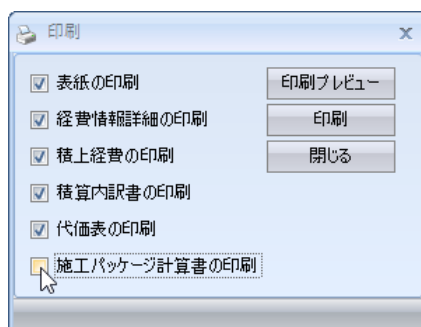 印刷
表紙の印刷
印刷プレビュー
経費情報詳細の印刷
印刷
積上経費の印刷
閉じる
積算内訳書の印刷
代価表の印刷
施工パッケージ計算書の印刷